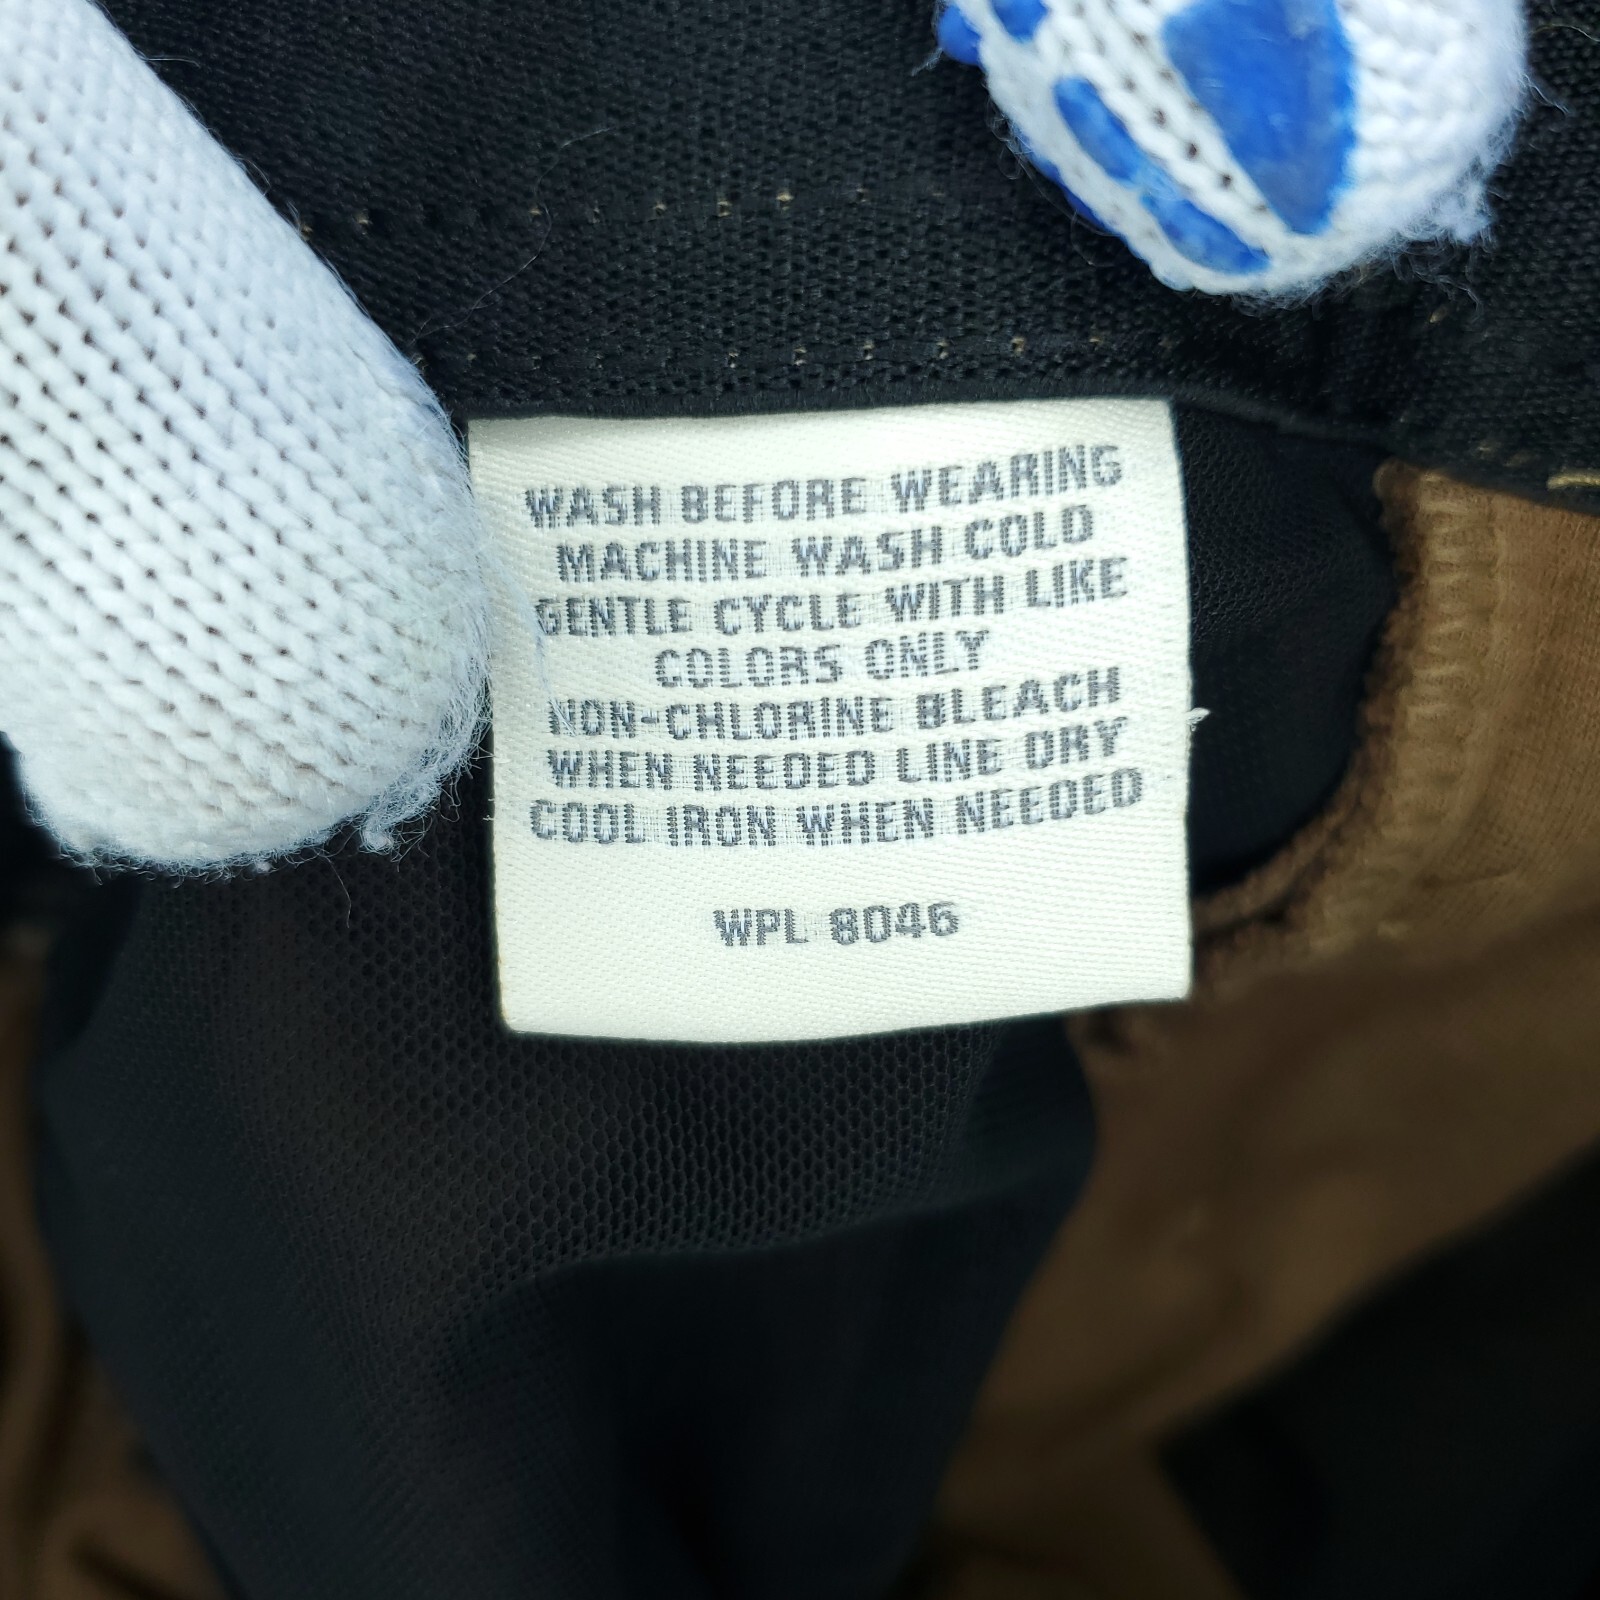 WASH BEFORE WEARING
MACHINE WASH COLD
GENTLE CYCLE WITH LIKE
COLORS ONLY
NON-CHLORINE BLEACH
WHEN NEEDED LINE DRY
COOL IRON WHEN NEEDED
WPL 8046